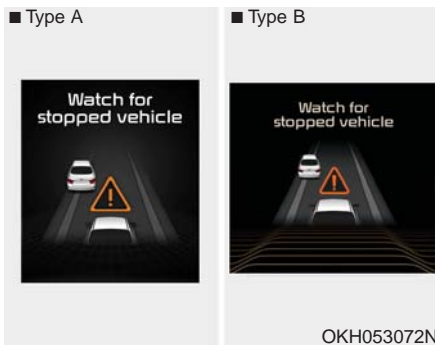 ■ Type A
Watch for
stopped vehicle
■ Type B
Watch for
stopped vehicle
OKH053072N